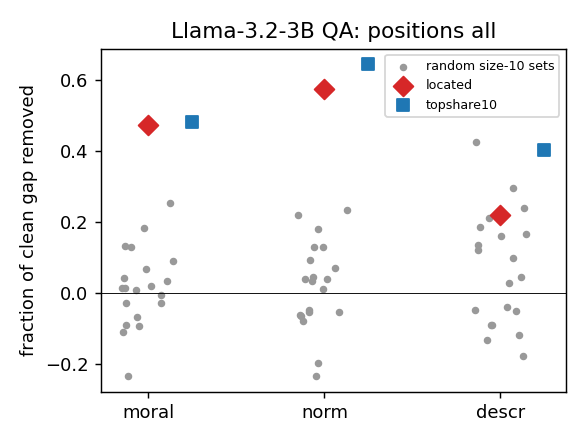 Llama-3.2-3B QA: positions all
random size-10 sets
located
topshare10
fraction of clean gap removed
0.6
0.4
0.2
0.0
−0.2
moral
norm
descr